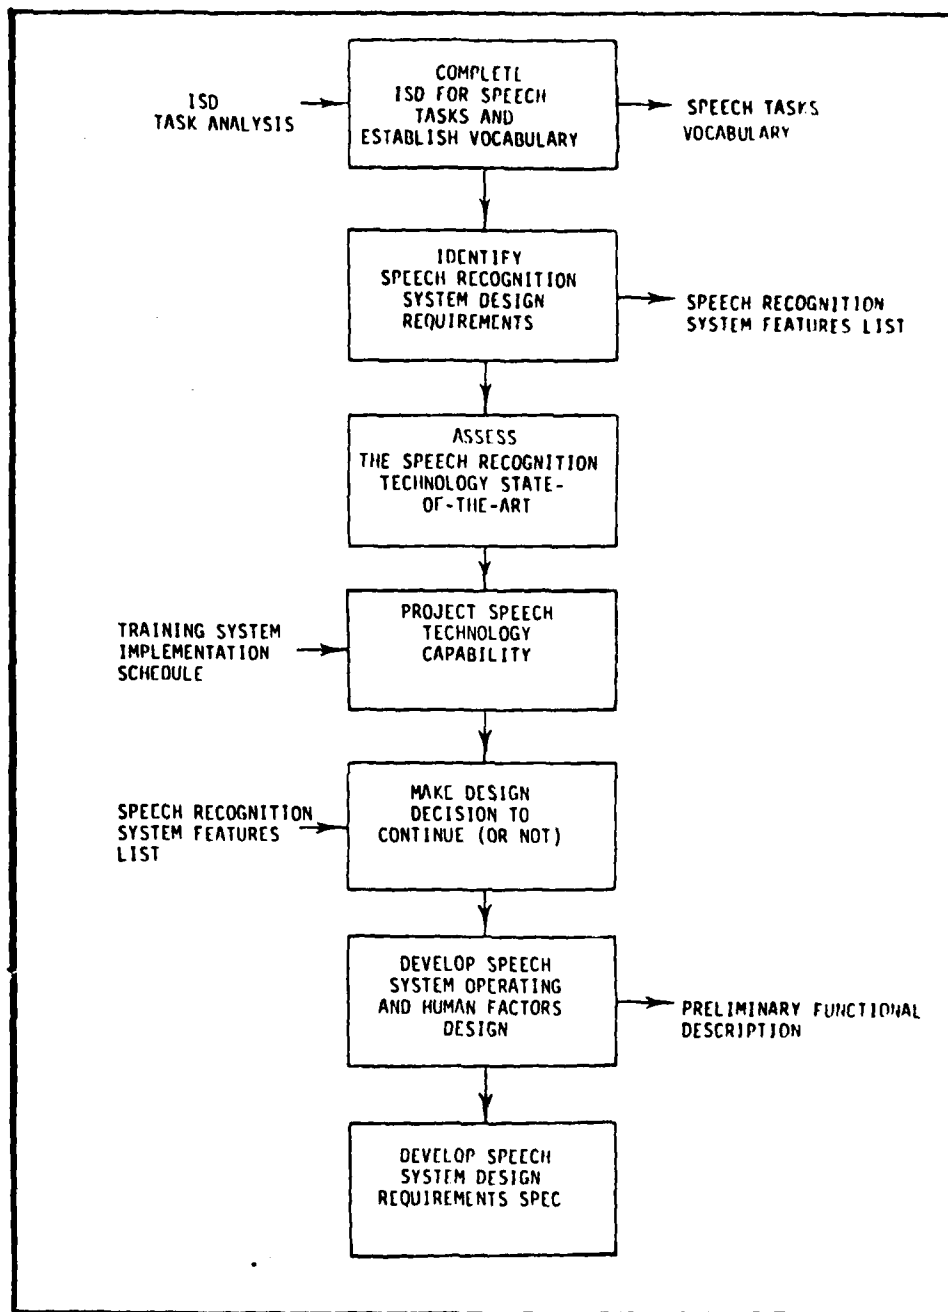 COMPLETE
ISD FOR SPEECH
TASKS AND
ESTABLISH VOCABULARY
ISD
TASK ANALYSIS
SPEECH TASKS
VOCABULARY
IDENTIFY
SPEECH RECOGNITION
SYSTEM DESIGN
REQUIREMENTS
SPEECH RECOGNITION
SYSTEM FEATURES LIST
ASSESS
THE SPEECH RECOGNITION
TECHNOLOGY STATE-
OF-THE-ART
TRAINING SYSTEM
IMPLEMENTATION
SCHEDULE
PROJECT SPEECH
TECHNOLOGY
CAPABILITY
SPEECH RECOGNITION
SYSTEM FEATURES
LIST
MAKE DESIGN
DECISION TO
CONTINUE (OR NOT)
DEVELOP SPEECH
SYSTEM OPERATING
AND HUMAN FACTORS
DESIGN
PRELIMINARY FUNCTIONAL
DESCRIPTION
DEVELOP SPEECH
SYSTEM DESIGN
REQUIREMENTS SPEC